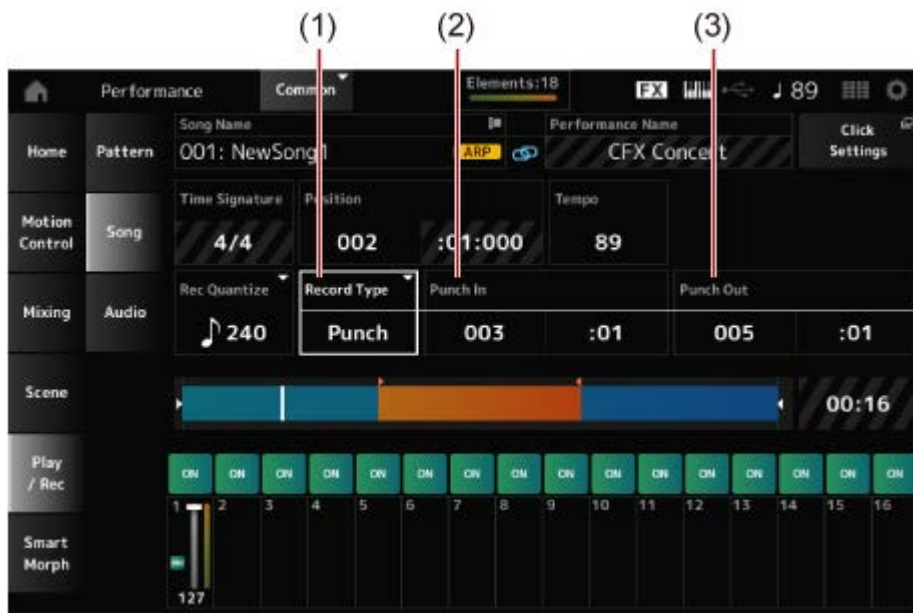 (1) (2) (3)
Performance Common Elements:18 FX 89
Home Pattern Song Name Performance Name Click Settings
001: NewSong1 ARP CFX Concert
Motion Control Song Time Signature Position Tempo
4/4 002 :01:000 89
Mixing Audio Rec Quantize Record Type Punch In Punch Out
240 Punch 003 :01 005 :01
Scene 00:16
Play / Rec ON ON ON ON ON ON ON ON ON ON ON ON ON ON ON ON
1 2 3 4 5 6 7 8 9 10 11 12 13 14 15 16
Smart Morph
127